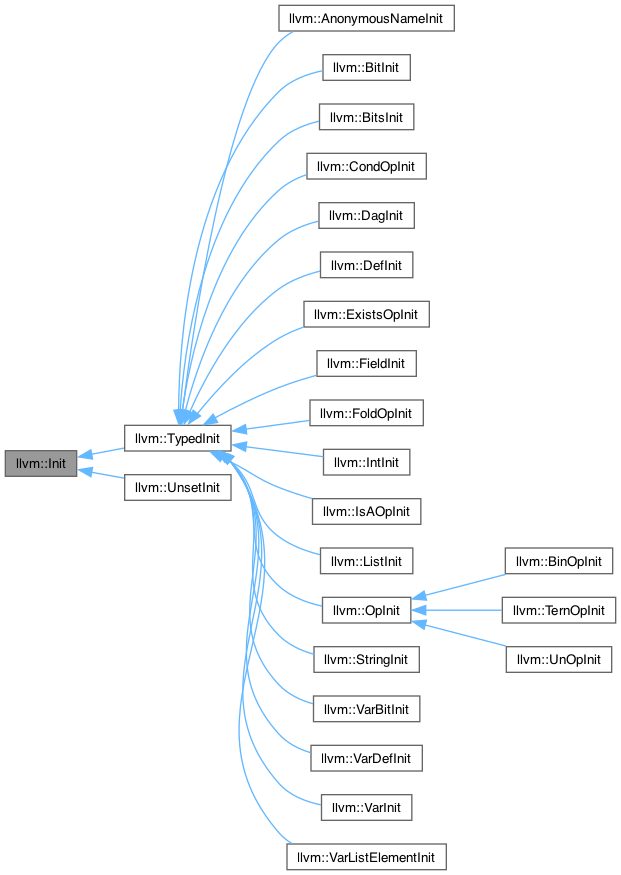 llvm::AnonymousNameInit
llvm::BitInit
llvm::BitsInit
llvm::CondOpInit
llvm::DagInit
llvm::DefInit
llvm::ExistsOpInit
llvm::FieldInit
llvm::FoldOpInit
llvm::TypedInit
llvm::Init
llvm::IntInit
llvm::UnsetInit
llvm::IsAOpInit
llvm::ListInit
llvm::BinOpInit
llvm::OpInit
llvm::TernOpInit
llvm::StringInit
llvm::UnOpInit
llvm::VarBitInit
llvm::VarDefInit
llvm::VarInit
llvm::VarListElementInit